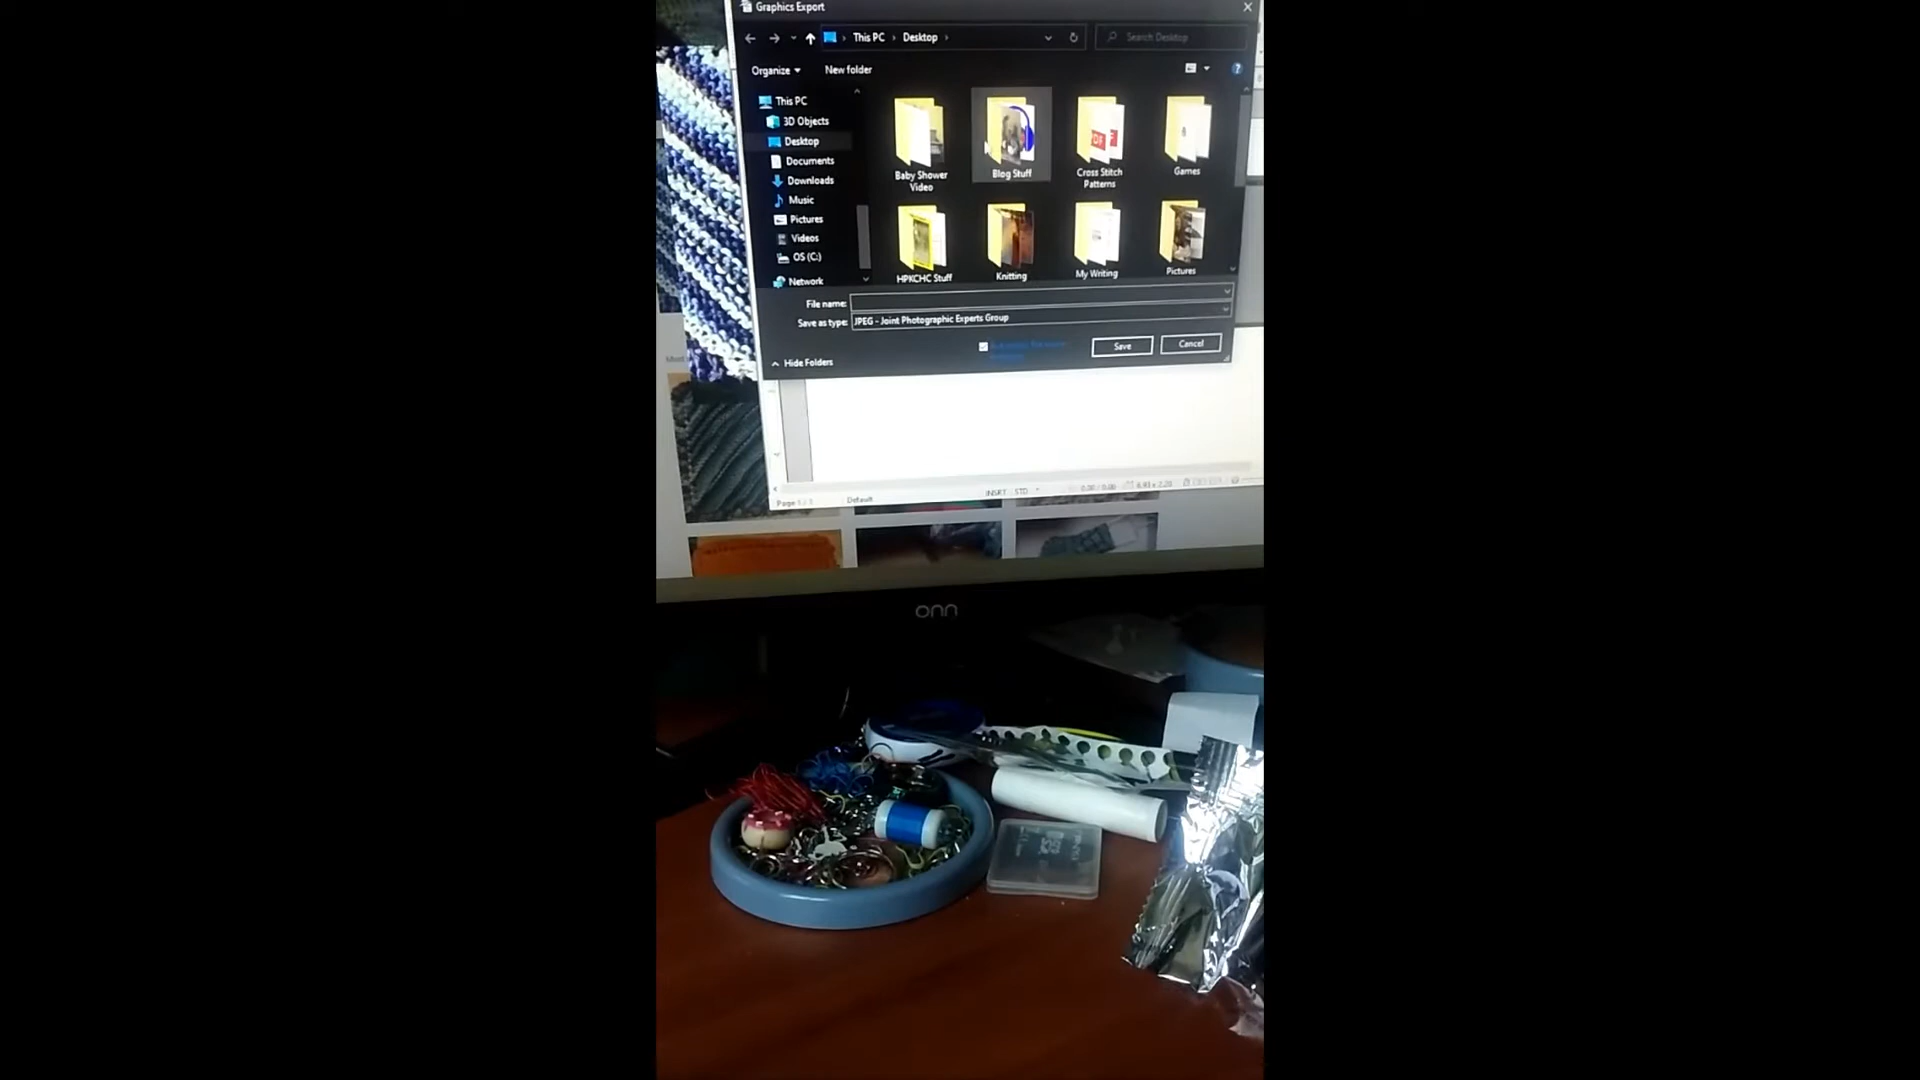 Graphics Export
This PC > Desktop >
Search Desktop
Organize
New folder
This PC
3D Objects
Desktop
Documents
Downloads
Music
Pictures
Videos
OS (C:)
Network
Baby Shower
Video
Blog Stuff
Cross Stitch
Patterns
Games
HPKCHC Stuff
Knitting
My Writing
Pictures
PDF
File name:
Save as type: JPEG - Joint Photographic Experts Group
Save
Cancel
Hide Folders
Default
INSRT STD
onn